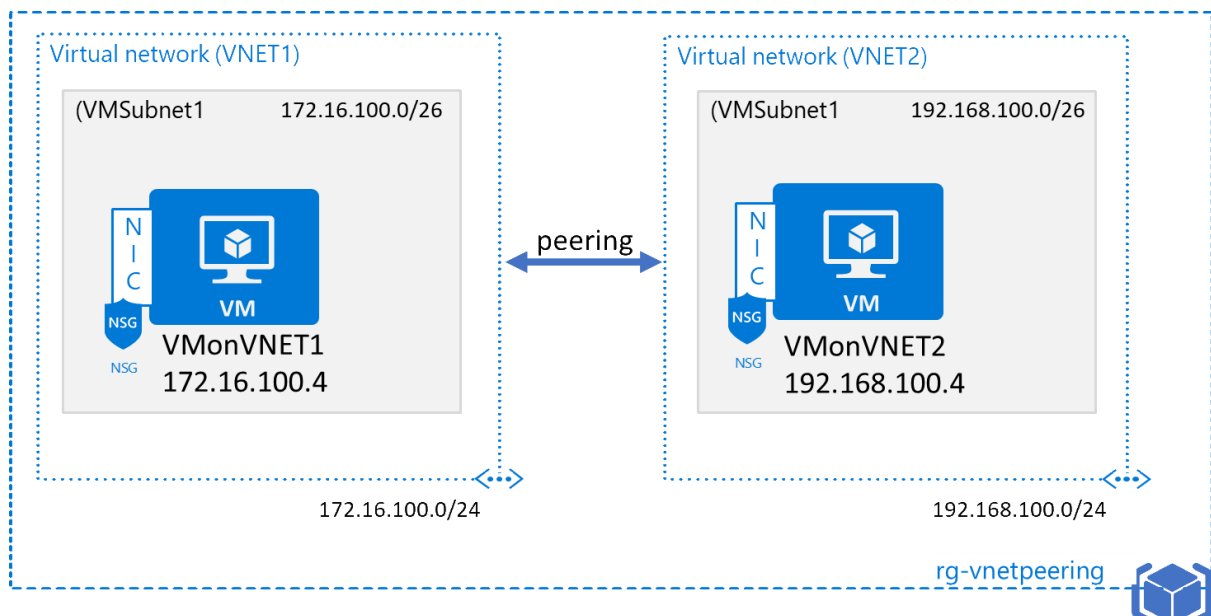 Virtual network (VNET1)
(VMSubnet1 172.16.100.0/26
N
I
C
NSG
NSG
VM
VMonVNET1
172.16.100.4
172.16.100.0/24
peering
Virtual network (VNET2)
(VMSubnet1 192.168.100.0/26
N
I
C
NSG
NSG
VM
VMonVNET2
192.168.100.4
192.168.100.0/24
rg-vnetpeering